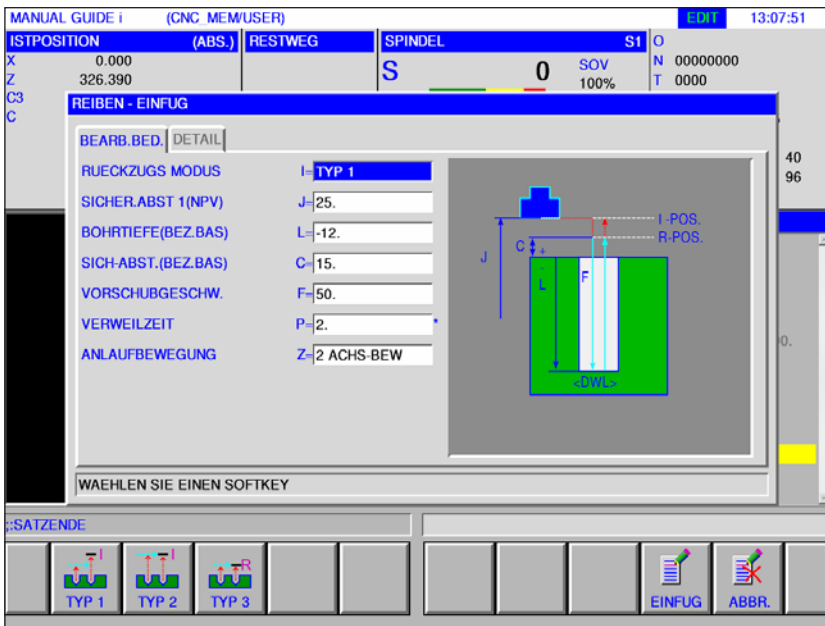 MANUAL GUIDE i (CNC_MEM/USER) EDIT 13:07:51
ISTPOSITION (ABS.) RESTWEG SPINDEL S1 O
X 0.000 S 0 SOV N 00000000
Z 326.390 100% T 0000
C3
C
REIBEN - EINFUG
BEARB.BED. DETAIL
RUECKZUGS MODUS I= TYP 1
SICHER.ABST 1(NPV) J= 25.
BOHRTIEFE(BEZ.BAS) L= -12.
SICH-ABST.(BEZ.BAS) C= 15.
VORSCHUBGESCHW. F= 50.
VERWEILZEIT P= 2. *
ANLAUFBEWEGUNG Z= 2 ACHS-BEW
I-POS.
R-POS.
J
C
+
-
L
F
<DWL>
40
96
0.
WAEHLEN SIE EINEN SOFTKEY
;:SATZENDE
I I R
TYP 1 TYP 2 TYP 3 EINFUG ABBR.